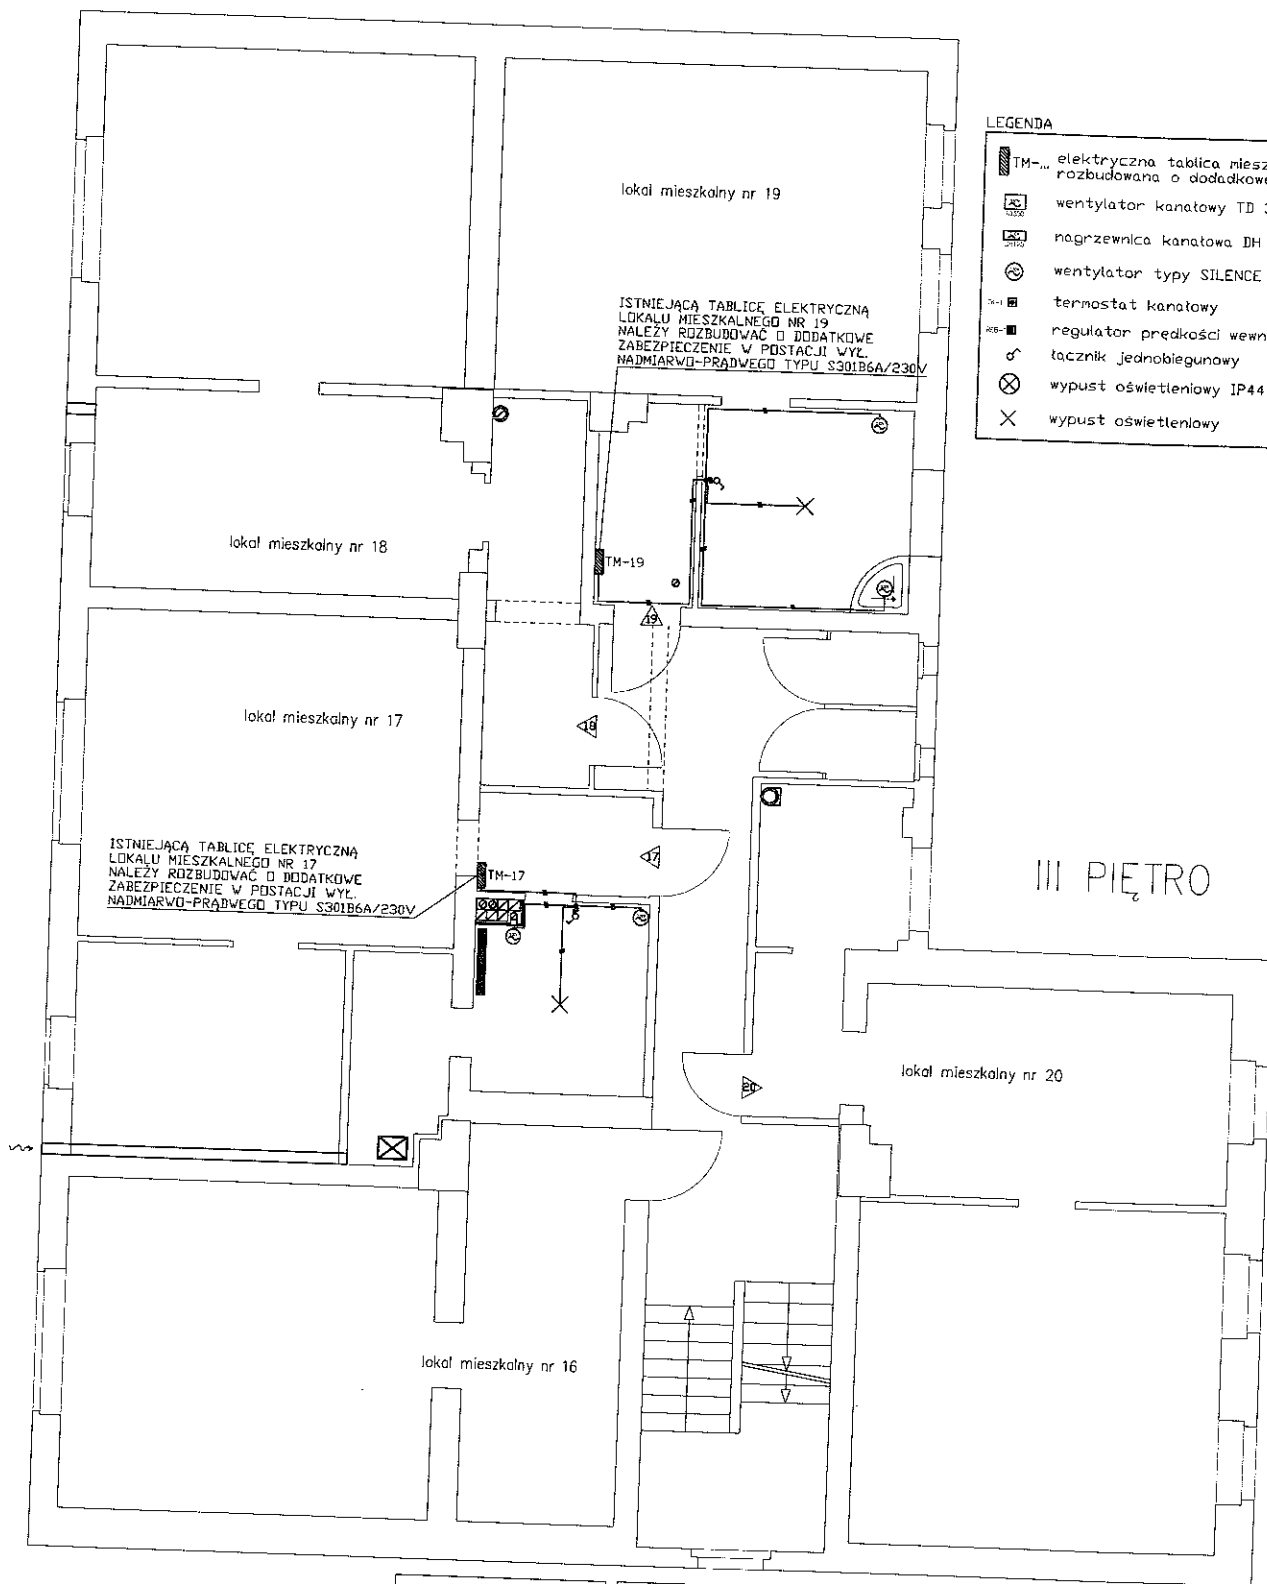 LEGENDA
TM-... elektryczna tablica miesz
rozbudowana o dodadkowe
wentylator kanałowy TD 3
nagrzewnica kanałowa DH
wentylator typy SILENCE
termostat kanałowy
regulator prędkości wewn
łącznik jednobiegunowy
wypust oświetleniowy IP44
wypust oświetleniowy
lokal mieszkalny nr 19
ISTNIEJĄCĄ TABLICĘ ELEKTRYCZNĄ
LOKALU MIESZKALNEGO NR 19
NALEŻY ROZBUDOWAĆ O DODATKOWE
ZABEZPIECZENIE W POSTACJI WYŁ.
NADMIARWO-PRĄDWEGO TYPU S301B6A/230V
lokal mieszkalny nr 18
TM-19
19
18
lokal mieszkalny nr 17
17
ISTNIEJĄCĄ TABLICĘ ELEKTRYCZNĄ
LOKALU MIESZKALNEGO NR 17
NALEŻY ROZBUDOWAĆ O DODATKOWE
ZABEZPIECZENIE W POSTACJI WYŁ.
NADMIARWO-PRĄDWEGO TYPU S301B6A/230V
TM-17
III PIĘTRO
lokal mieszkalny nr 20
20
lokal mieszkalny nr 16